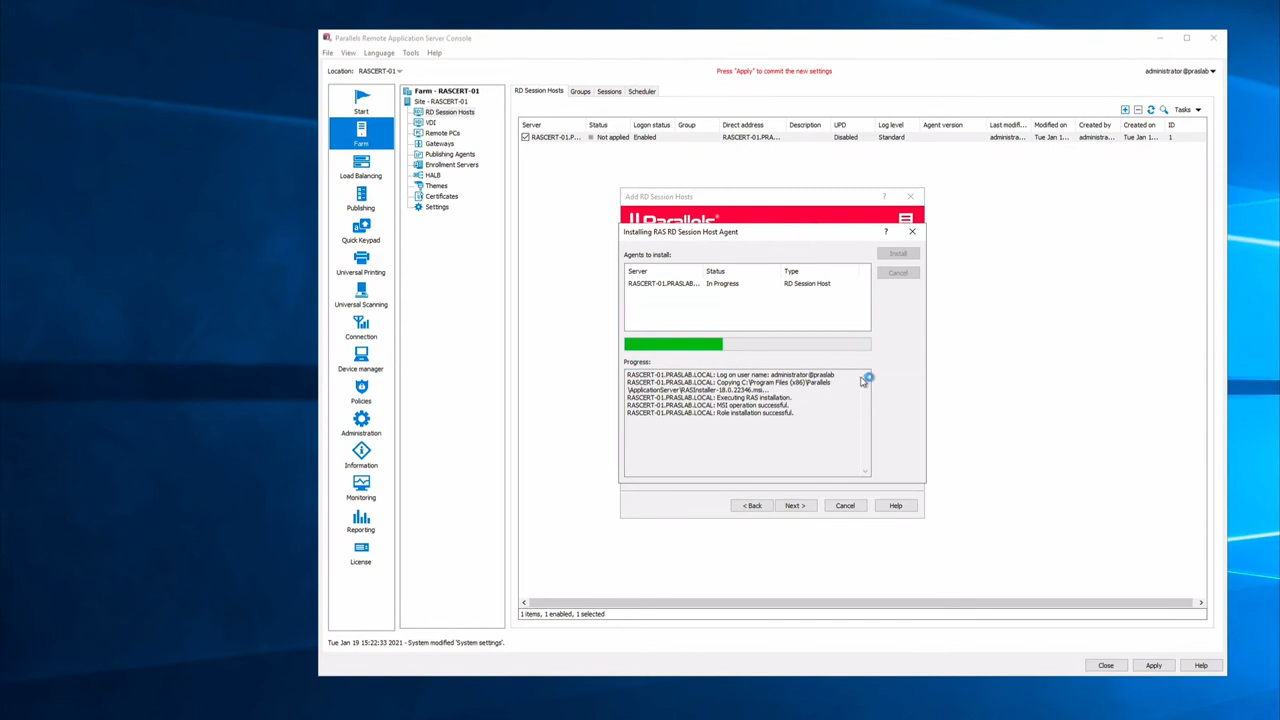 Parallels Remote Application Server Console
File View Language Tools Help
Location: RASCERT-01
Press "Apply" to commit the new settings
administrator@praslab
Start
Farm
Load Balancing
Publishing
Quick Keypad
Universal Printing
Universal Scanning
Connection
Device manager
Policies
Administration
Information
Monitoring
Reporting
License
Farm - RASCERT-01
Site - RASCERT-01
RD Session Hosts
VDI
Remote PCs
Gateways
Publishing Agents
Enrollment Servers
HALB
Themes
Certificates
Settings
RD Session Hosts Groups Sessions Scheduler
Tasks
Server Status Logon status Group Direct address Description UPD Log level Agent version Last modifi... Modified on Created by Created on ID
RASCERT-01.P... Not applied Enabled RASCERT-01.PRA... Disabled Standard administra... Tue Jan 1... administra... Tue Jan 1... 1
Add RD Session Hosts ?
Parallels®
Installing RAS RD Session Host Agent ?
Agents to install:
Install
Cancel
Server Status Type
RASCERT-01.PRASLAB... In Progress RD Session Host
Progress:
RASCERT-01.PRASLAB.LOCAL: Log on user name: administrator@praslab
RASCERT-01.PRASLAB.LOCAL: Copying C:\Program Files (x86)\Parallels
\ApplicationServer\RASInstaller-18.0.22346.msi...
RASCERT-01.PRASLAB.LOCAL: Executing RAS installation.
RASCERT-01.PRASLAB.LOCAL: MSI operation successful.
RASCERT-01.PRASLAB.LOCAL: Role installation successful.
< Back Next > Cancel Help
1 items, 1 enabled, 1 selected
Tue Jan 19 15:22:33 2021 - System modified 'System settings'.
Close Apply Help